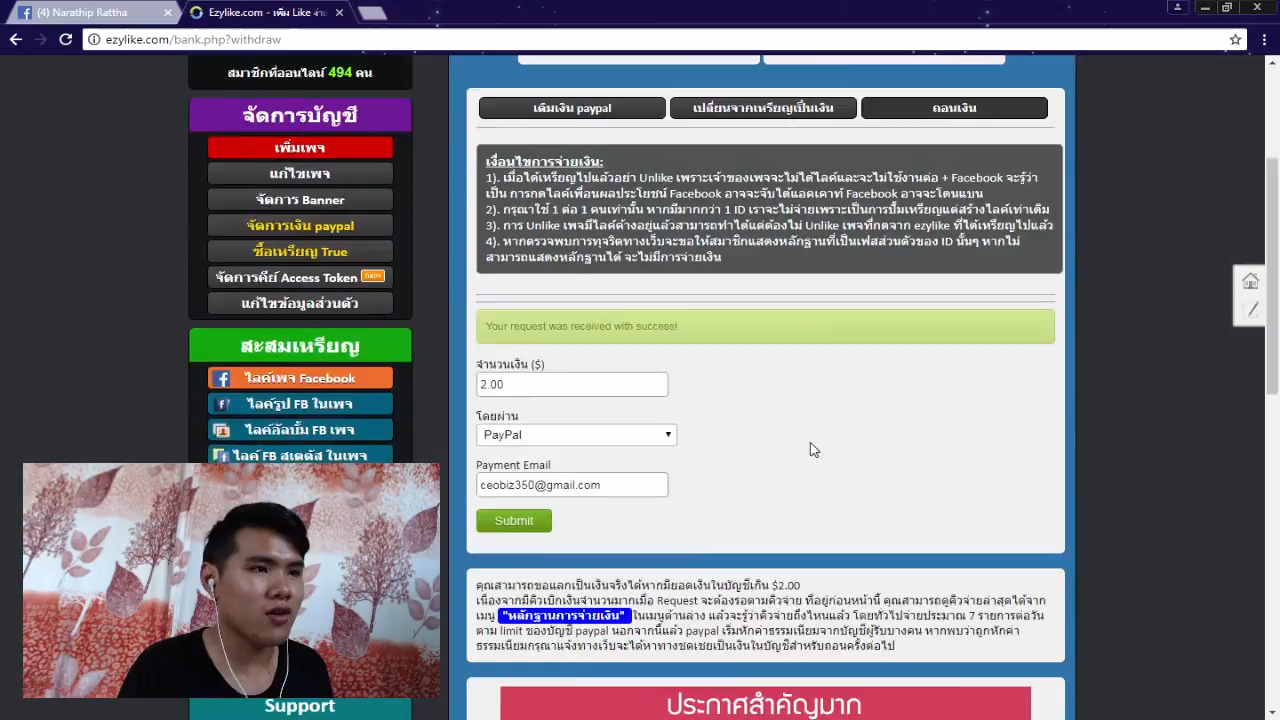 (4) Narathip Rattha
Ezylike.com - เพิ่ม Like ง่าย
ezylike.com/bank.php?withdraw
สมาชิกที่ออนไลน์ 494 คน
จัดการบัญชี
เพิ่มเพจ
แก้ไขเพจ
จัดการ Banner
จัดการเงิน paypal
ซื้อเหรียญ True
จัดการคีย์ Access Token new
แก้ไขข้อมูลส่วนตัว
สะสมเหรียญ
ไลค์เพจ Facebook
ไลค์รูป FB ในเพจ
ไลค์อัลบั้ม FB เพจ
ไลค์ FB สเตตัส ในเพจ
Support
เติมเงิน paypal
เปลี่ยนจากเหรียญเป็นเงิน
ถอนเงิน
เงื่อนไขการจ่ายเงิน:
1). เมื่อได้เหรียญไปแล้วอย่า Unlike เพราะเจ้าของเพจจะไม่ได้ไลค์และจะไม่ใช้งานต่อ + Facebook จะรู้ว่า
เป็น การกดไลค์เพื่อนผลประโยชน์ Facebook อาจจะจับได้แอคเคาท์ Facebook อาจจะโดนแบน
2). กรุณาใช้ 1 ต่อ 1 คนเท่านั้น หากมีมากกว่า 1 ID เราจะไม่จ่ายเพราะเป็นการปั๊มเหรียญแต่สร้างไลค์เท่าเดิม
3). การ Unlike เพจมีไลค์ค้างอยู่แล้วสามารถทำได้แต่ต้องไม่ Unlike เพจที่กดจาก ezylike ที่ได้เหรียญไปแล้ว
4). หากตรวจพบการทุจริตทางเว็บจะขอให้สมาชิกแสดงหลักฐานที่เป็นเฟสส่วนตัวของ ID นั้นๆ หากไม่
สามารถแสดงหลักฐานได้ จะไม่มีการจ่ายเงิน
Your request was received with success!
จำนวนเงิน ($)
2.00
โดยผ่าน
PayPal
Payment Email
ceobiz350@gmail.com
Submit
คุณสามารถขอแลกเป็นเงินจริงได้หากมียอดเงินในบัญชีเกิน $2.00
เนื่องจากมีคิวเบิกเงินจำนวนมากเมื่อ Request จะต้องรอตามคิวจ่าย ที่อยู่ก่อนหน้านี้ คุณสามารถดูคิวจ่ายล่าสุดได้จาก
เมนู "หลักฐานการจ่ายเงิน" ในเมนูด้านล่าง แล้วจะรู้ว่าคิวจ่ายถึงไหนแล้ว โดยทั่วไปจ่ายประมาณ 7 รายการต่อวัน
ตาม limit ของบัญชี paypal นอกจากนี้แล้ว paypal เริ่มหักค่าธรรมเนียมจากบัญชีผู้รับบางคน หากพบว่าถูกหักค่า
ธรรมเนียมกรุณาแจ้งทางเว็บจะได้หาทางชดเชยเป็นเงินในบัญชีสำหรับถอนครั้งต่อไป
ประกาศสำคัญมาก